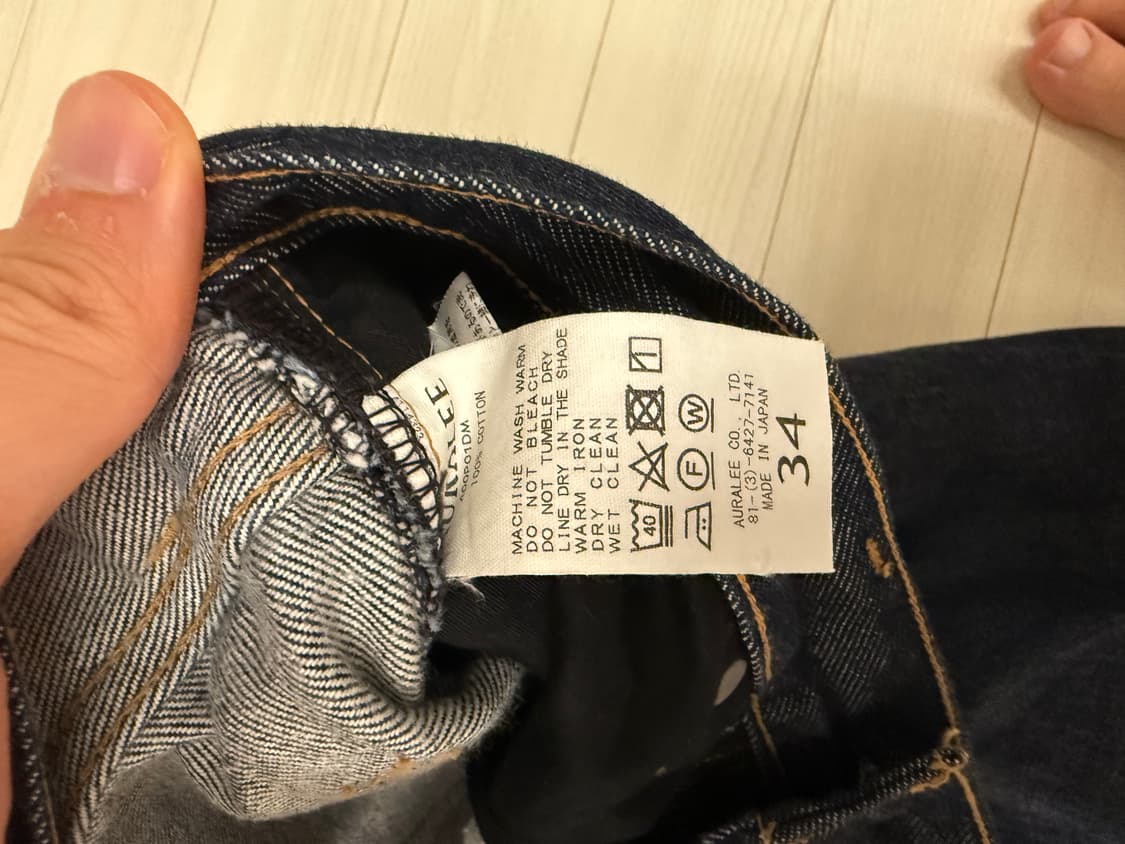 100% COTTON
MACHINE WASH WARM
DO NOT BLEACH
DO NOT TUMBLE DRY
LINE DRY IN THE SHADE
WARM IRON
DRY CLEAN
WET CLEAN
40
F W
AURALEE CO., LTD.
81-(3)-6427-7141
MADE IN JAPAN
34